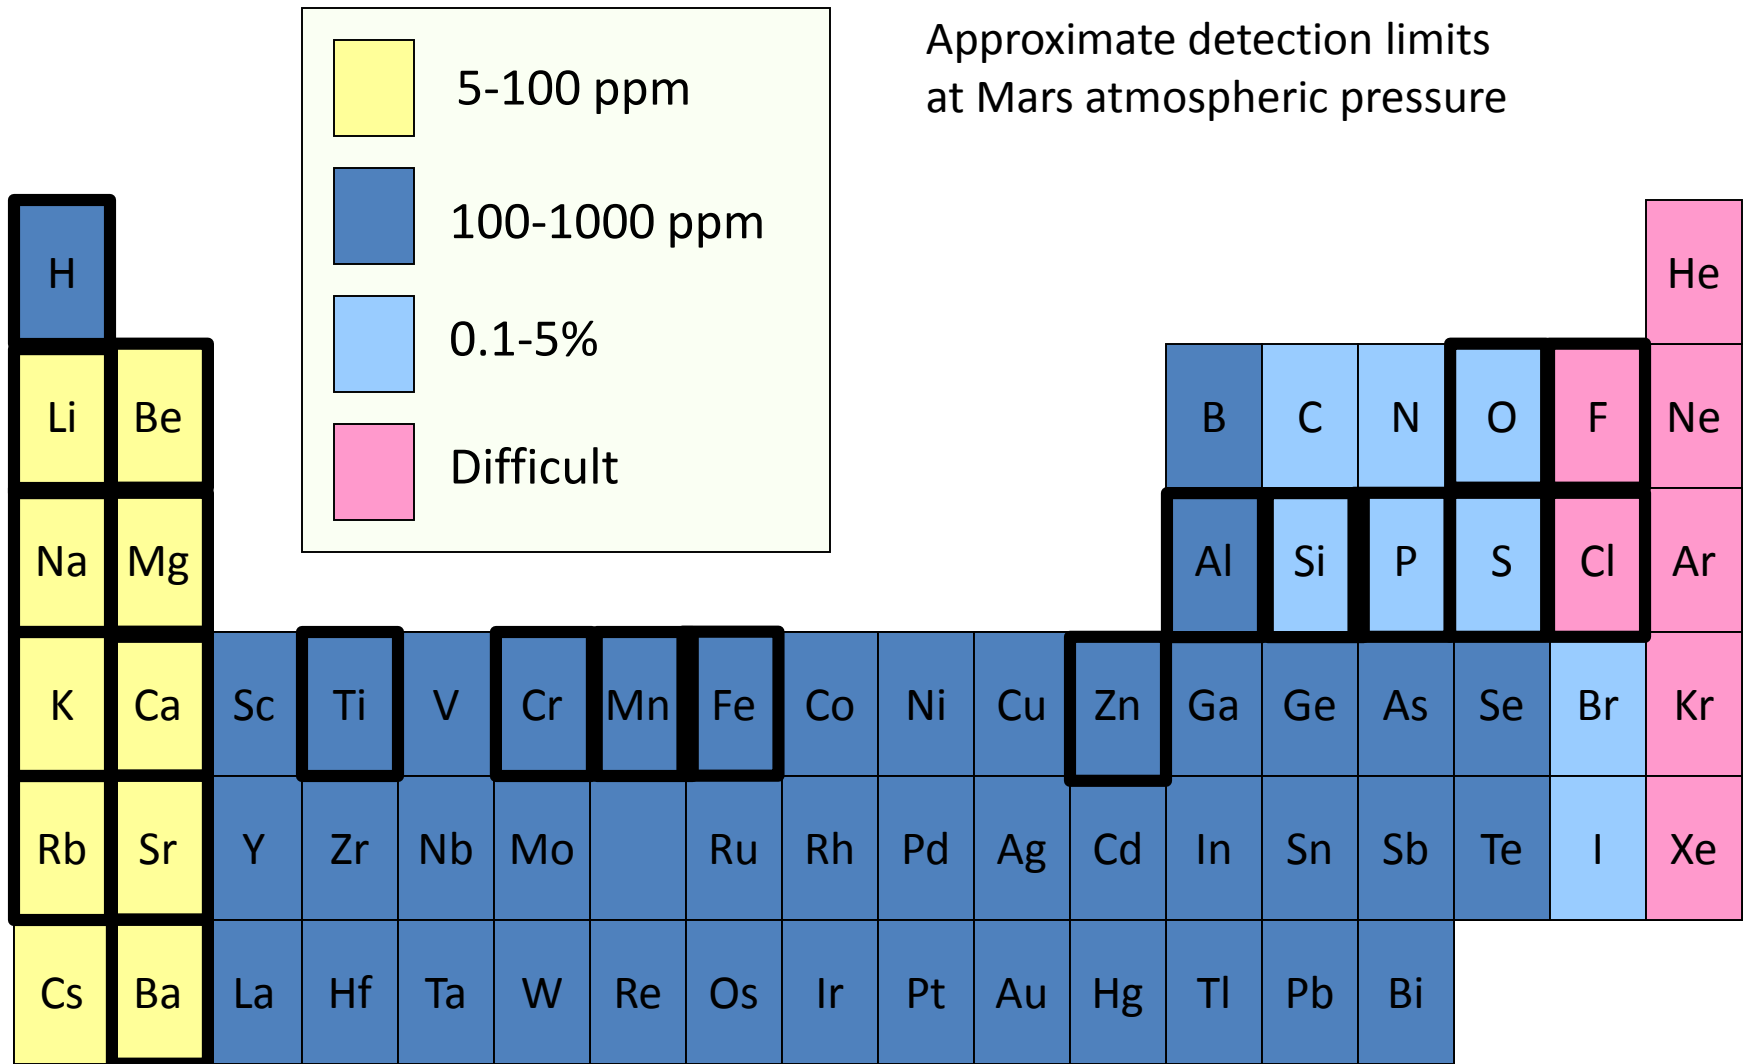 Approximate detection limits
at Mars atmospheric pressure
5-100 ppm
100-1000 ppm
0.1-5%
Difficult
H He
Li Be B C N O F Ne
Na Mg Al Si P S Cl Ar
K Ca Sc Ti V Cr Mn Fe Co Ni Cu Zn Ga Ge As Se Br Kr
Rb Sr Y Zr Nb Mo Ru Rh Pd Ag Cd In Sn Sb Te I Xe
Cs Ba La Hf Ta W Re Os Ir Pt Au Hg Tl Pb Bi